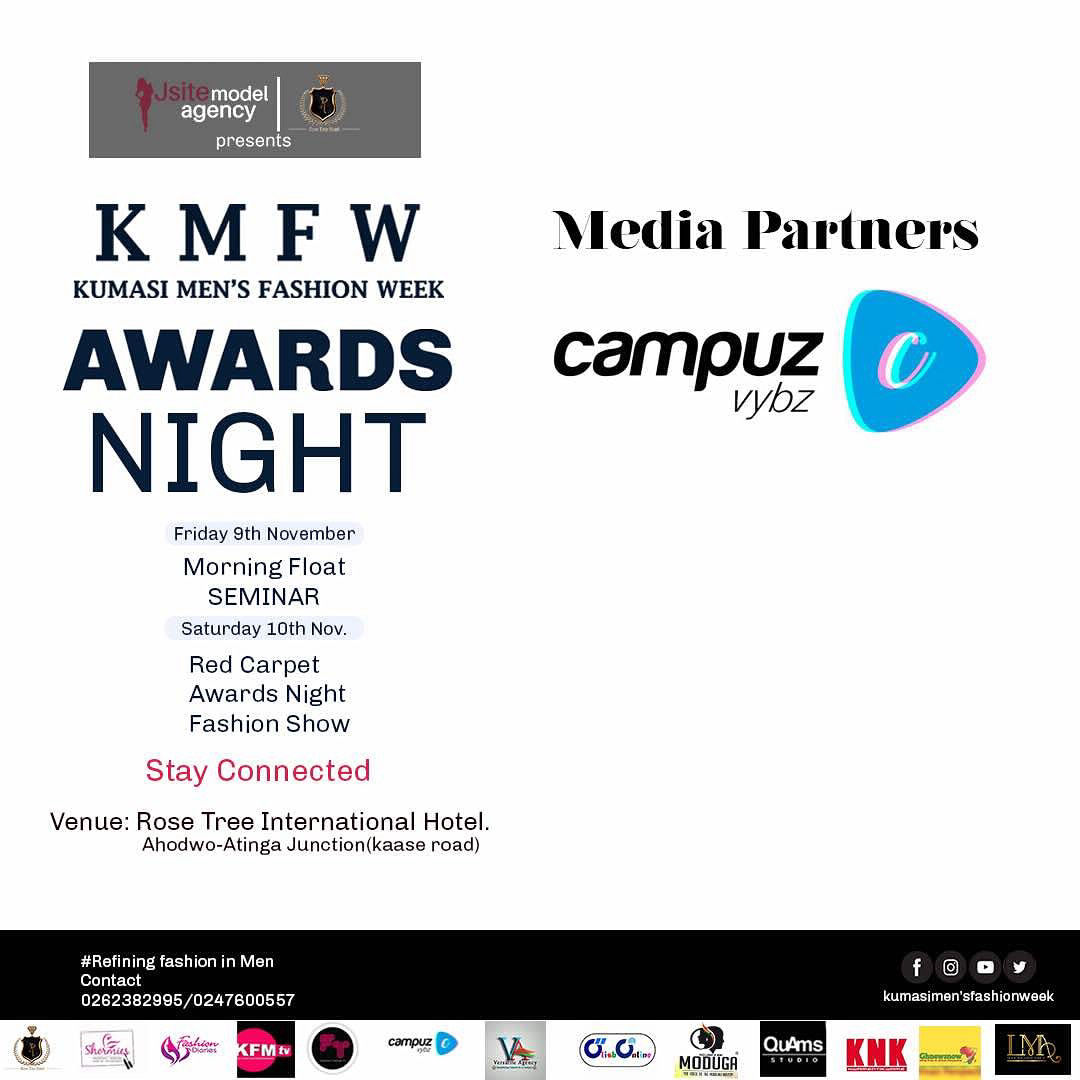 Jsite model
agency
presents
K M F W
KUMASI MEN'S FASHION WEEK
AWARDS
NIGHT
Friday 9th November
Morning Float
SEMINAR
Saturday 10th Nov.
Red Carpet
Awards Night
Fashion Show
Stay Connected
Venue: Rose Tree International Hotel.
Ahodwo-Atinga Junction(kaase road)
Media Partners
campuz
vybz
#Refining fashion in Men
Contact
0262382995/0247600557
kumasimen'sfashionweek
Shormies
Fashion
Diaries
KFM tv
campuz
vybz
Versatile Agency
MODUGA
QuAms
STUDIO
KNK
LMA